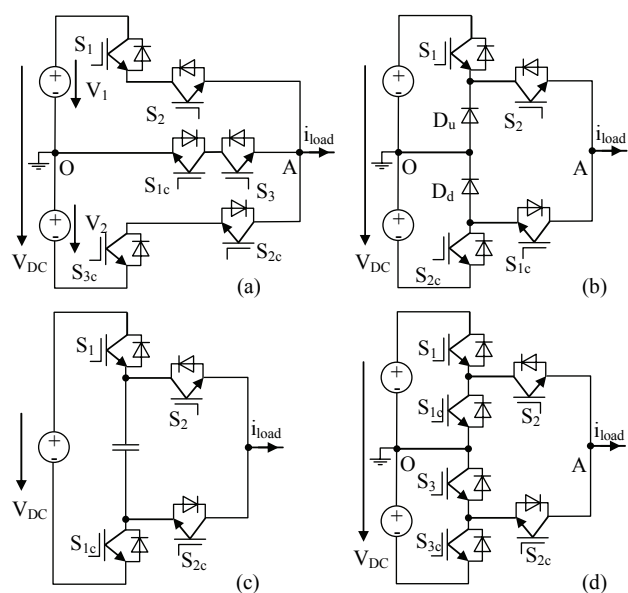 S1
V1
S2
iload
O
S1c
S3
A
V2
S2c
VDC
S3c
(a)
S1
S2
Du
iload
O
A
Dd
VDC
S2c
S1c
(b)
S1
S2
iload
VDC
S1c
S2c
(c)
S1
S1c
S2
iload
O
S3
A
S3c
VDC
S2c
(d)